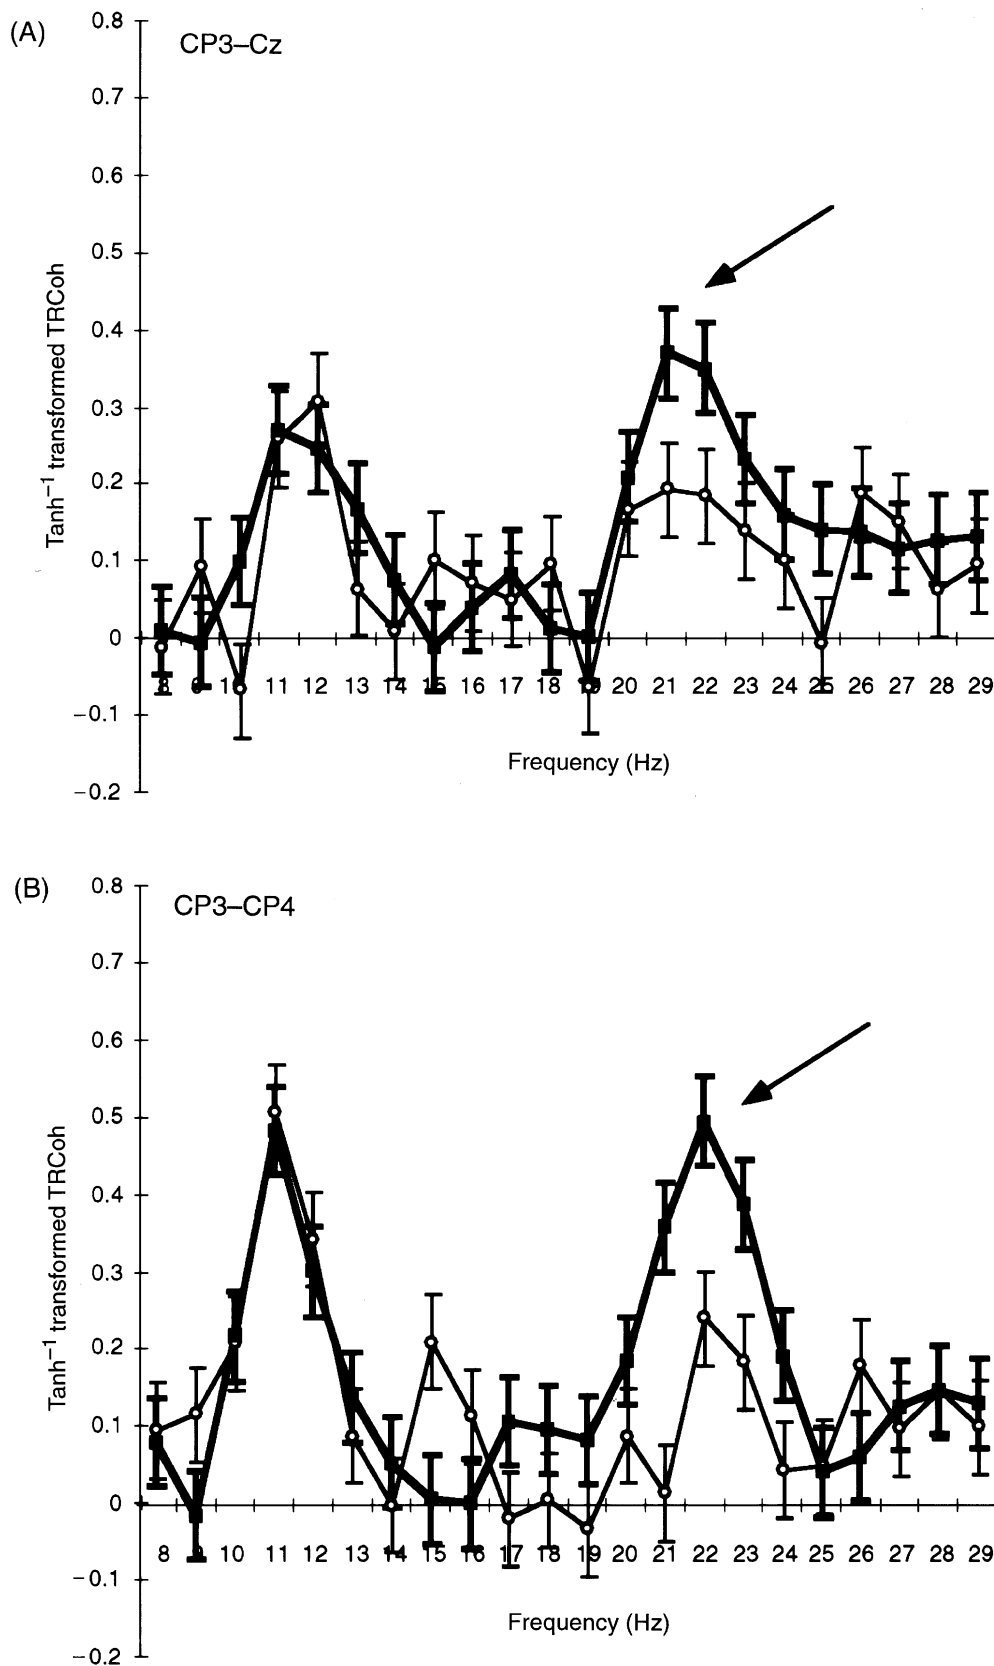 (A)
CP3–Cz
0.8
0.7
0.6
0.5
0.4
0.3
0.2
0.1
0
–0.1
–0.2
Tanh⁻¹ transformed TRCoh
8 9 10 11 12 13 14 15 16 17 18 19 20 21 22 23 24 25 26 27 28 29
Frequency (Hz)
(B)
CP3–CP4
0.8
0.7
0.6
0.5
0.4
0.3
0.2
0.1
0
–0.1
–0.2
Tanh⁻¹ transformed TRCoh
8 9 10 11 12 13 14 15 16 17 18 19 20 21 22 23 24 25 26 27 28 29
Frequency (Hz)